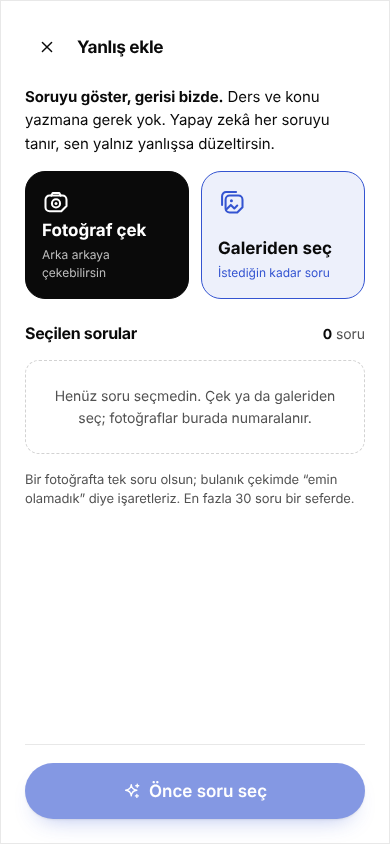 Yanlış ekle
Soruyu göster, gerisi bizde. Ders ve konu
yazmana gerek yok. Yapay zekâ her soruyu
tanır, sen yalnız yanlışsa düzeltirsin.
Fotoğraf çek
Arka arkaya
çekebilirsin
Galeriden seç
İstediğin kadar soru
Seçilen sorular
0 soru
Henüz soru seçmedin. Çek ya da galeriden
seç; fotoğraflar burada numaralanır.
Bir fotoğrafta tek soru olsun; bulanık çekimde “emin
olamadık” diye işaretleriz. En fazla 30 soru bir seferde.
Önce soru seç